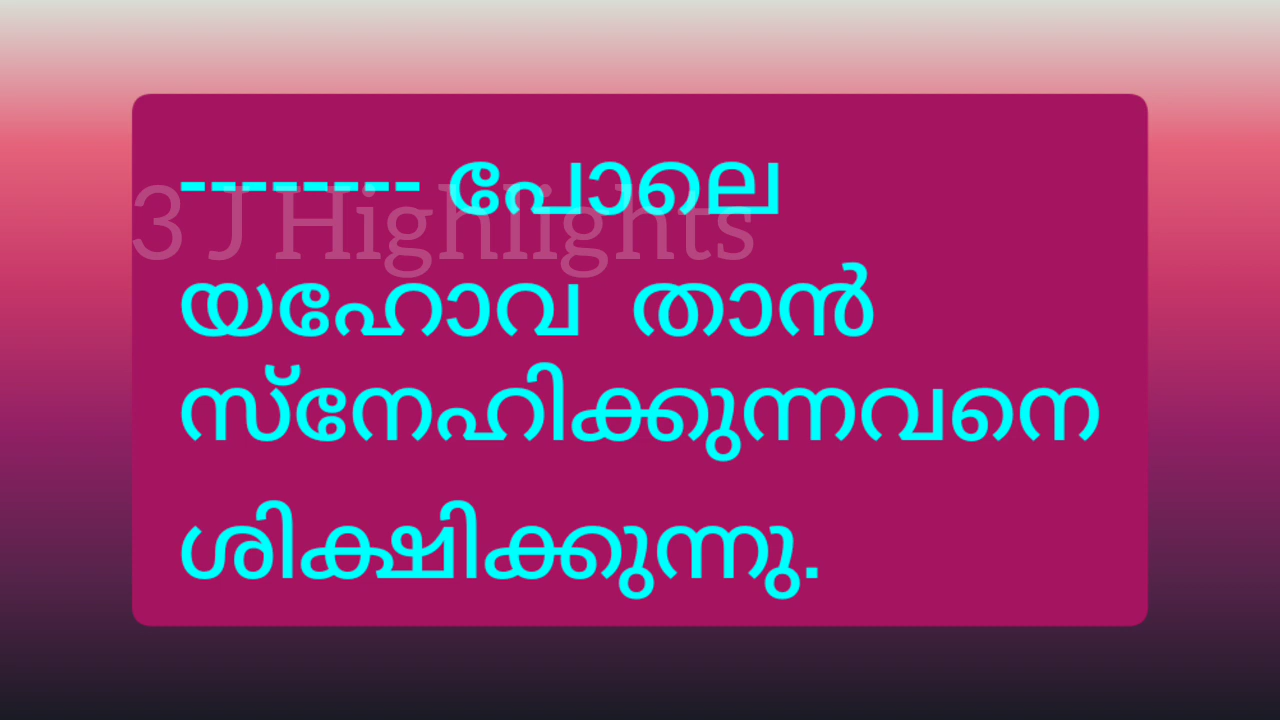 -------- പോലെ
3 J Highlights
യഹോവ താൻ
സ്നേഹിക്കുന്നവനെ
ശിക്ഷിക്കുന്നു.